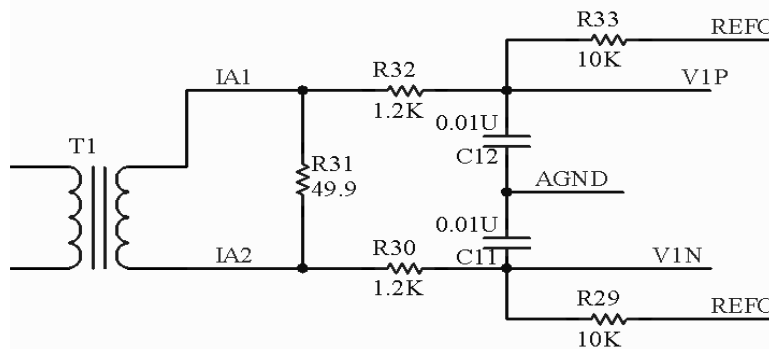 R33
REFO
10K
R32
IA1
V1P
1.2K
0.01U
T1
C12
R31
49.9
AGND
0.01U
R30
IA2
C11
V1N
1.2K
R29
REFO
10K